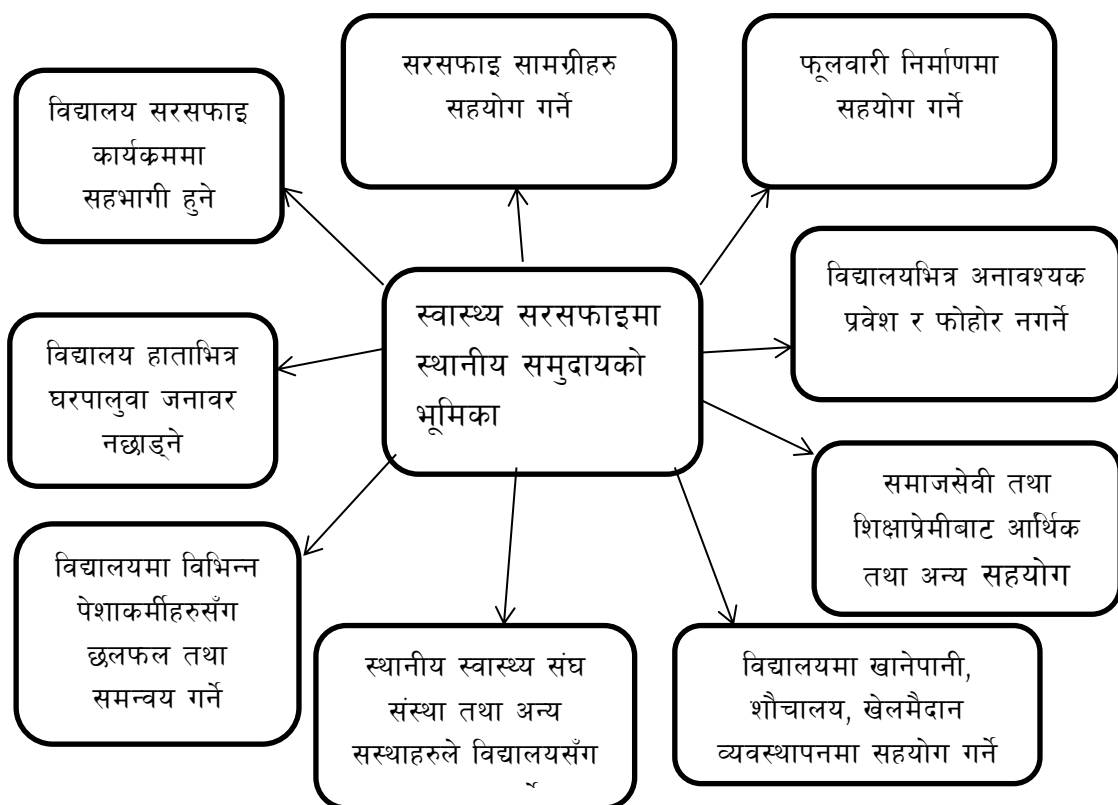 विद्यालय सरसफाइ
कार्यक्रममा
सहभागी हुने
सरसफाइ सामग्रीहरु
सहयोग गर्ने
फूलवारी निर्माणमा
सहयोग गर्ने
स्वास्थ्य सरसफाइमा
स्थानीय समुदायको
भूमिका
विद्यालयभित्र अनावश्यक
प्रवेश र फोहोर नगर्ने
विद्यालय हाताभित्र
घरपालुवा जनावर
नछाड्ने
समाजसेवी तथा
शिक्षाप्रेमीबाट आर्थिक
तथा अन्य सहयोग
विद्यालयमा विभिन्न
पेशाकर्मीहरुसँग
छलफल तथा
समन्वय गर्ने
स्थानीय स्वास्थ्य संघ
संस्था तथा अन्य
सस्थाहरुले विद्यालयसँग
विद्यालयमा खानेपानी,
शौचालय, खेलमैदान
व्यवस्थापनमा सहयोग गर्ने